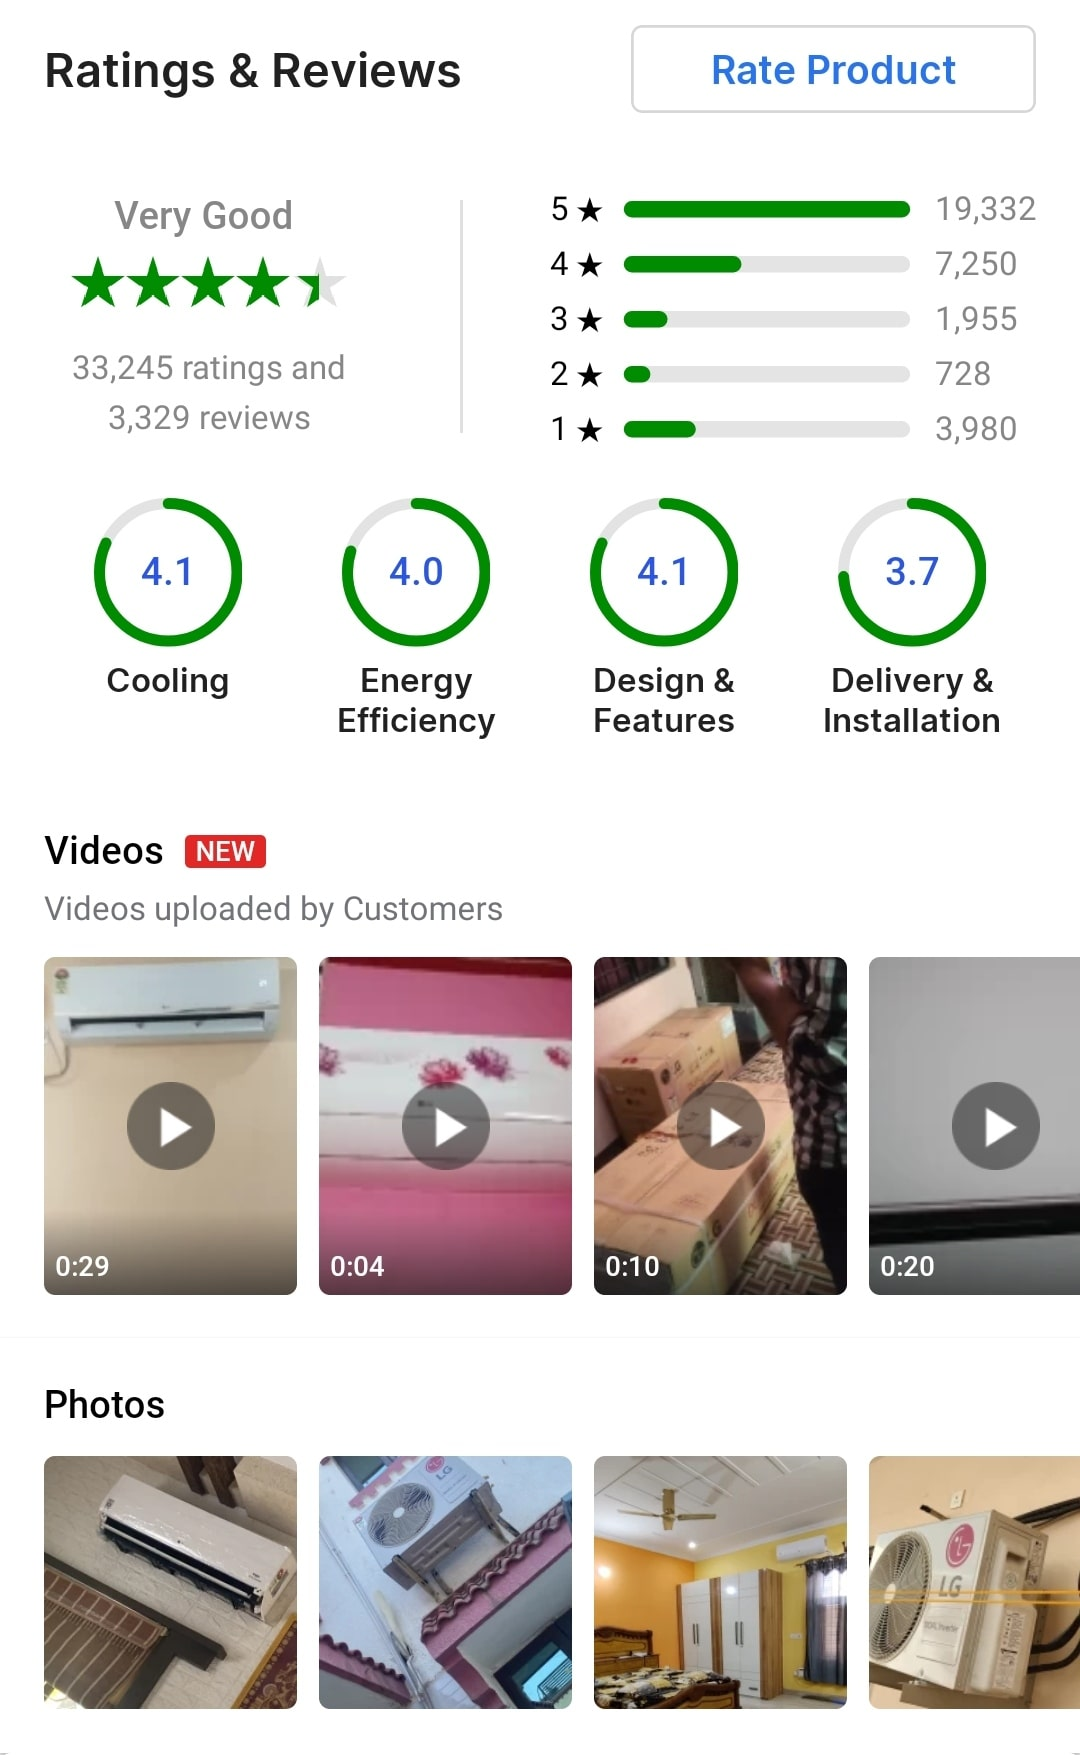 Ratings & Reviews
Rate Product
Very Good
33,245 ratings and
3,329 reviews
5 ★ 19,332
4 ★ 7,250
3 ★ 1,955
2 ★ 728
1 ★ 3,980
4.1
Cooling
4.0
Energy
Efficiency
4.1
Design &
Features
3.7
Delivery &
Installation
Videos NEW
Videos uploaded by Customers
0:29
0:04
0:10
0:20
Photos
LG
LG